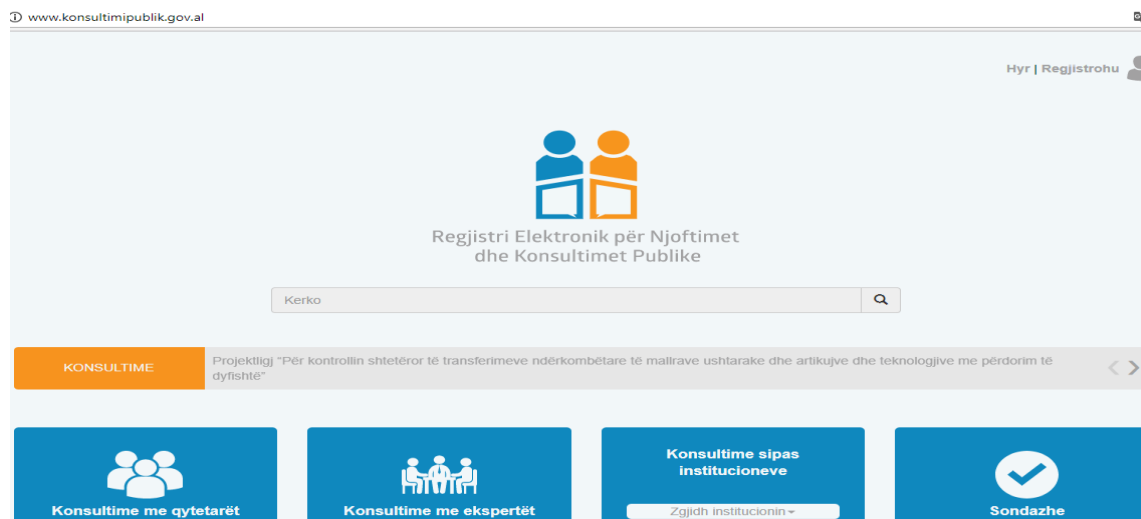 www.konsultimipublik.gov.al
Hyr | Regjistrohu
Regjistri Elektronik për Njoftimet
dhe Konsultimet Publike
Kerko
KONSULTIME
Projektligj "Për kontrollin shtetëror të transferimeve ndërkombëtare të mallrave ushtarake dhe artikujve dhe teknologjive me përdorim të
dyfishtë"
Konsultime me qytetarët
Konsultime me ekspertët
Konsultime sipas
institucioneve
Zgjidh institucionin
Sondazhe